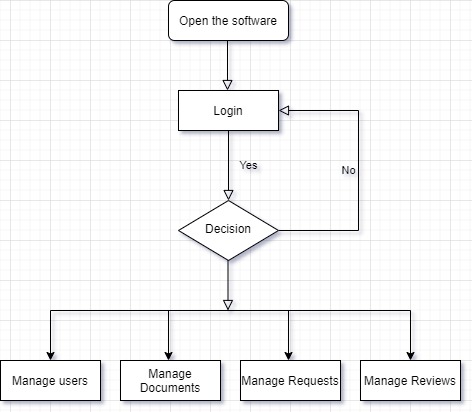 Open the software
Login
Yes
No
Decision
Manage users
Manage
Documents
Manage Requests
Manage Reviews